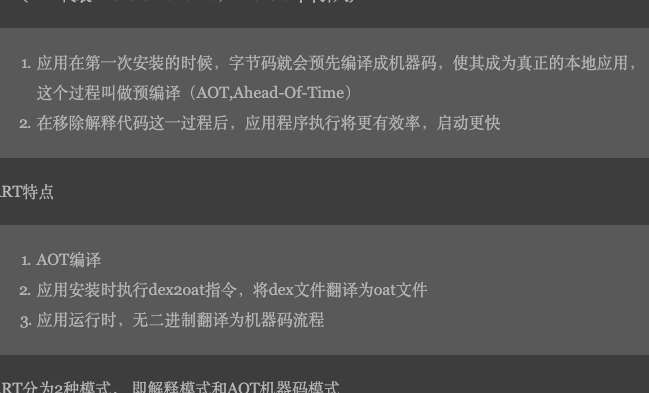 1. 应用在第一次安装的时候，字节码就会预先编译成机器码，使其成为真正的本地应用，
这个过程叫做预编译（AOT,Ahead-Of-Time）
2. 在移除解释代码这一过程后，应用程序执行将更有效率，启动更快
RT特点
1. AOT编译
2. 应用安装时执行dex2oat指令，将dex文件翻译为oat文件
3. 应用运行时，无二进制翻译为机器码流程
RT分为2种模式， 即解释模式和AOT机器码模式